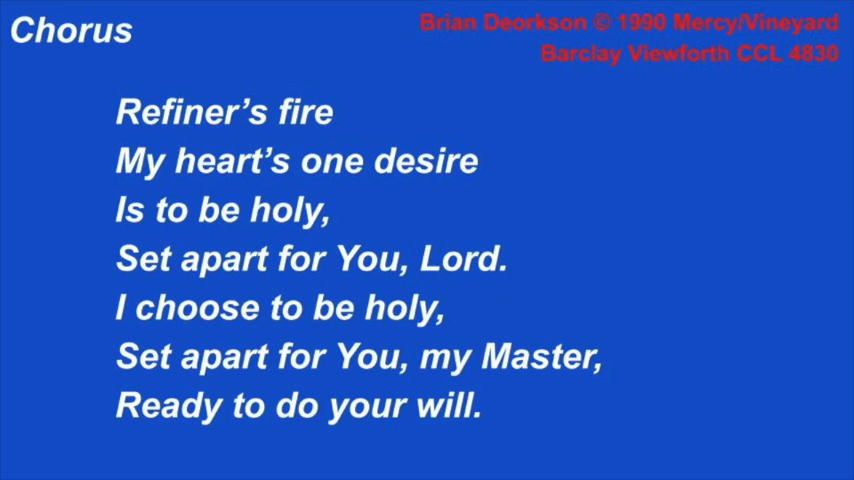 Chorus
Brian Deorkson © 1990 Mercy/Vineyard
Barclay Viewforth CCL 4830
Refiner's fire
My heart's one desire
Is to be holy,
Set apart for You, Lord.
I choose to be holy,
Set apart for You, my Master,
Ready to do your will.